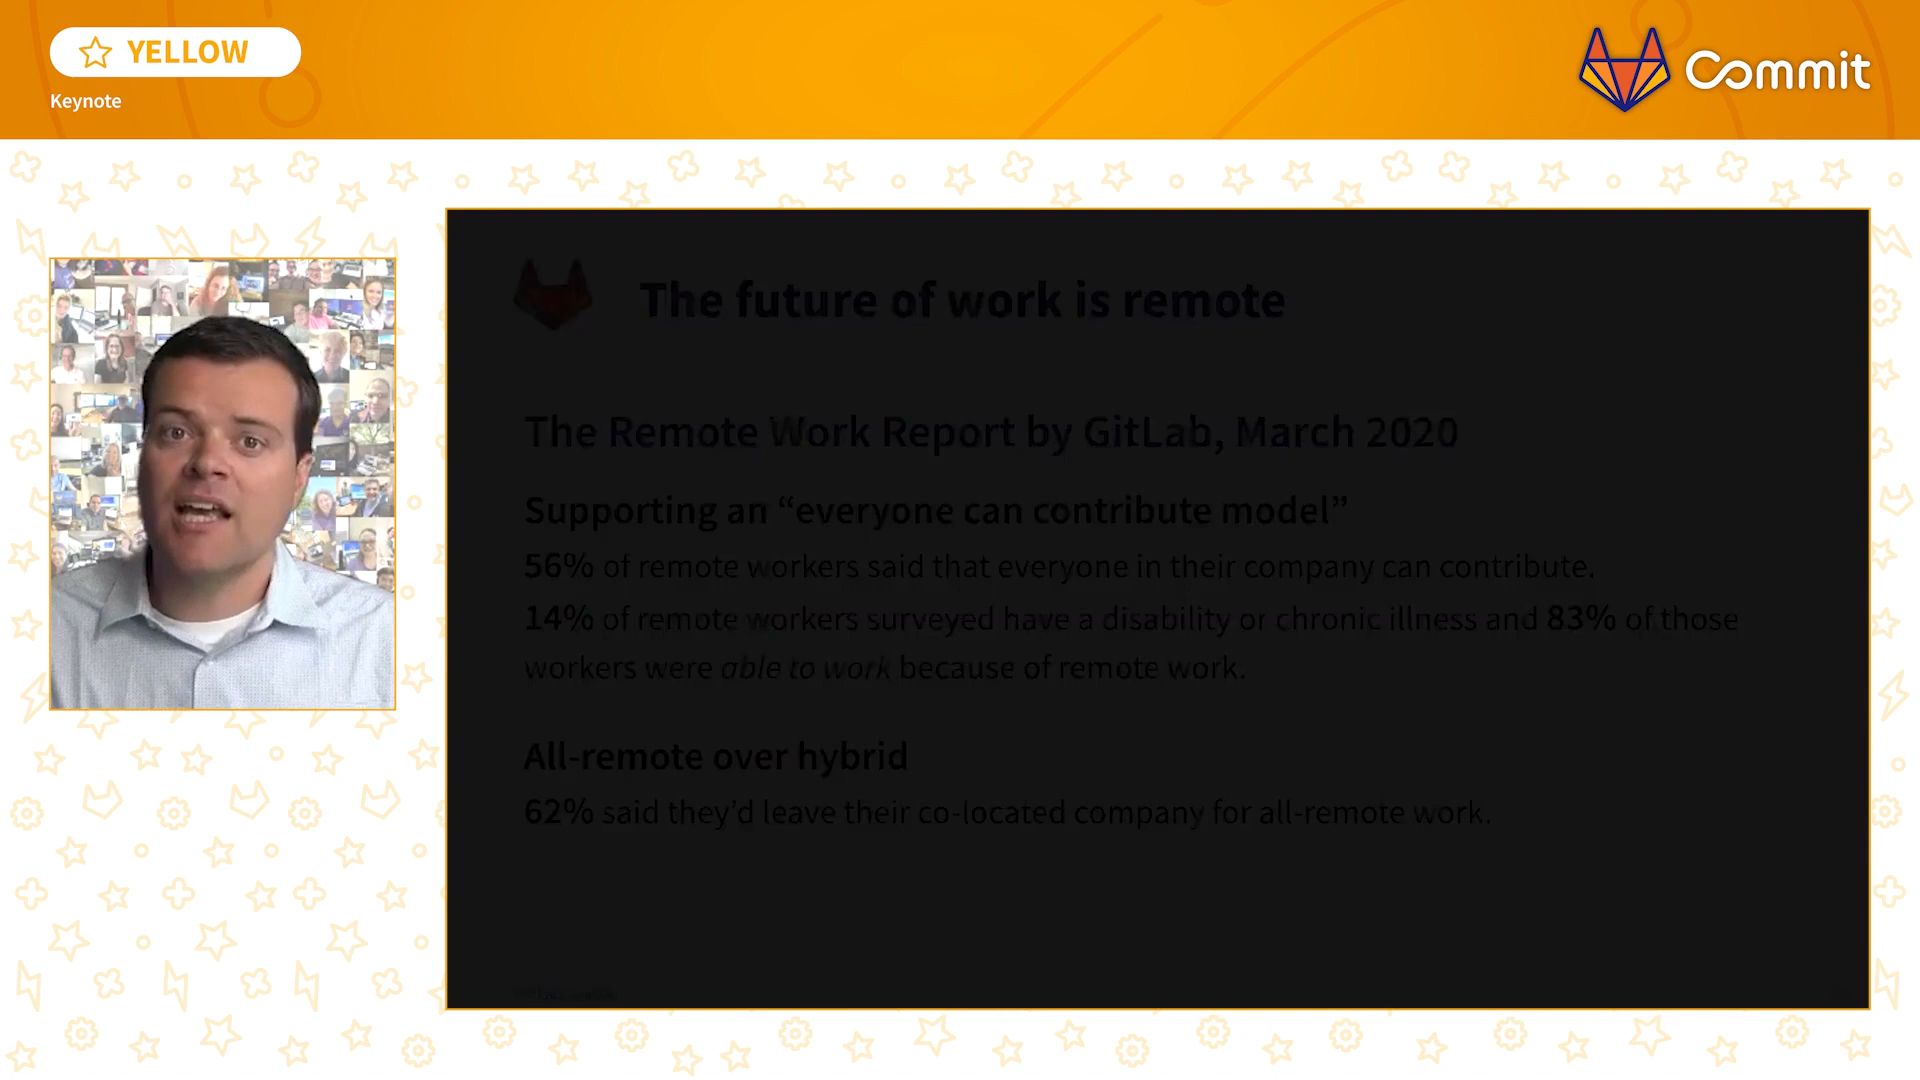 YELLOW
Keynote
Commit
The future of work is remote
The Remote Work Report by GitLab, March 2020
Supporting an “everyone can contribute model”
56% of remote workers said that everyone in their company can contribute.
14% of remote workers surveyed have a disability or chronic illness and 83% of those
workers were able to work because of remote work.
All-remote over hybrid
62% said they’d leave their co-located company for all-remote work.